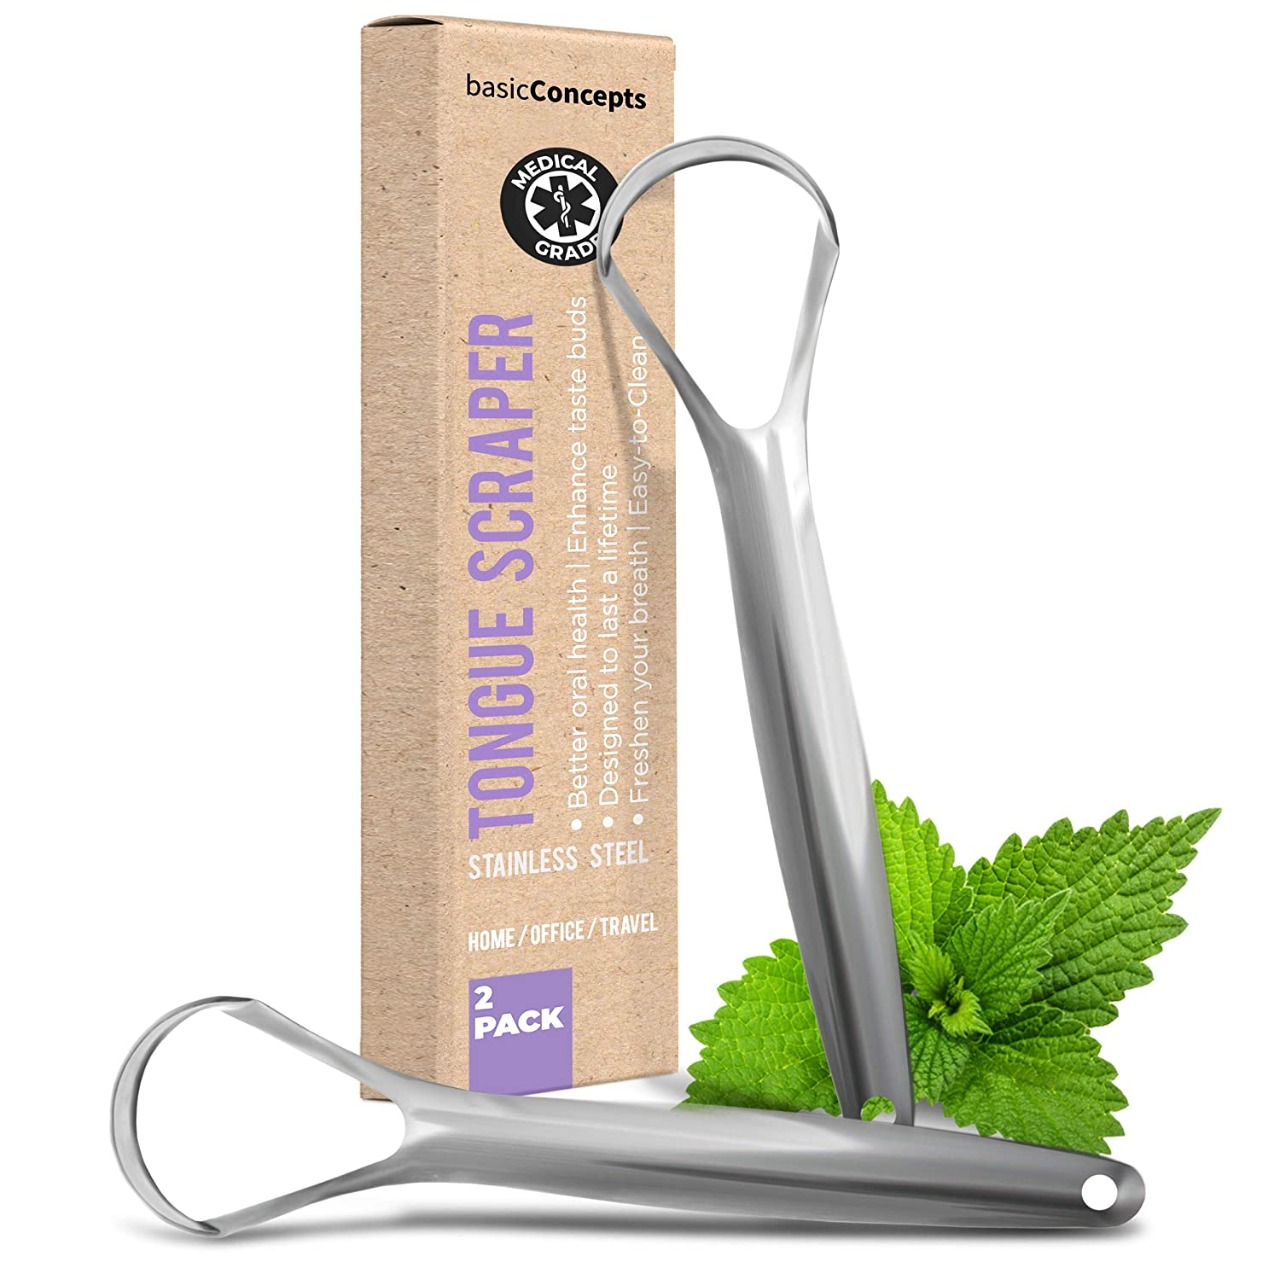 basicConcepts
MEDICAL
GRADE
TONGUE SCRAPER
• Better oral health | Enhance taste buds
• Designed to last a lifetime
• Freshen your breath | Easy-to-Clean
STAINLESS STEEL
HOME / OFFICE / TRAVEL
2
PACK